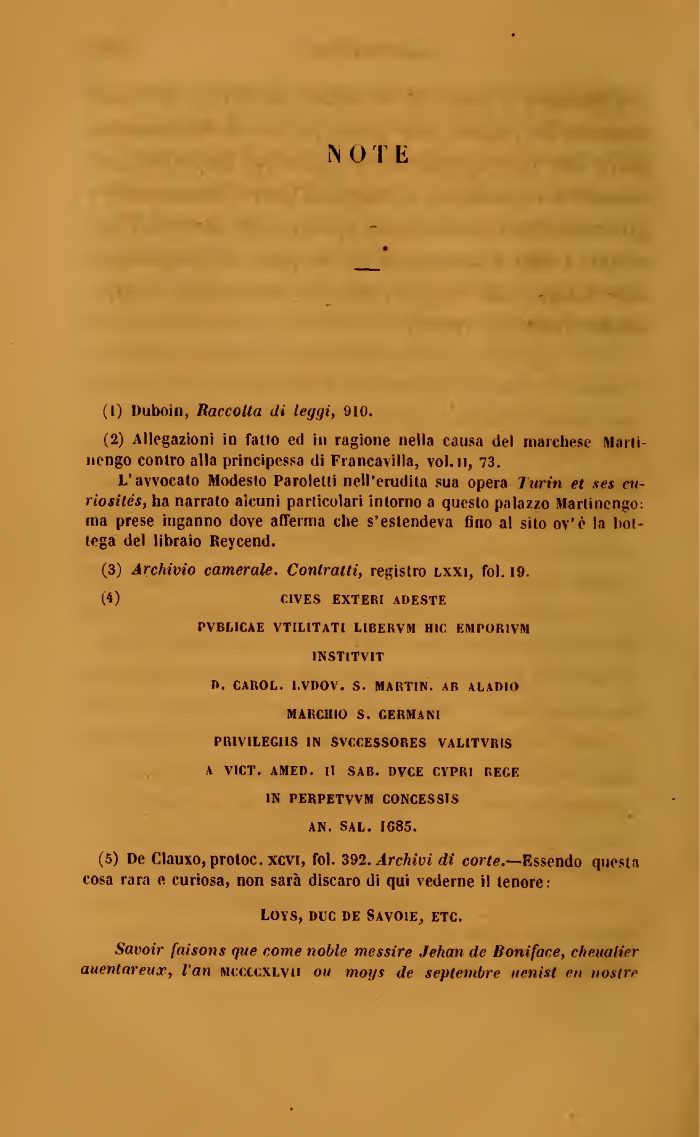 NOTE
(1) Duboin, Raccolta di leggi, 910.
(2) Allegazioni in fatto ed in ragione nella causa del marchese Marti-
nengo contro alla principessa di Francavilla, vol. II, 73.
L'avvocato Modesto Paroletti nell'erudita sua opera Turin et ses cu-
riosités, ha narrato alcuni particolari intorno a questo palazzo Martinengo:
ma prese inganno dove afferma che s'estendeva fino al sito ov'è la bot-
tega del libraio Reycend.
(3) Archivio camerale. Contratti, registro LXXI, fol. 19.
(4) CIVES EXTERI ADESTE
PVBLICAE VTILITATI LIBERVM HIC EMPORIVM
INSTITVIT
D. CAROL. LVDOV. S. MARTIN. AB ALADIO
MARCHIO S. GERMANI
PRIVILEGIIS IN SVCCESSORES VALITVRIS
A VICT. AMED. II SAB. DVCE CYPRI REGE
IN PERPETVVM CONCESSIS
AN. SAL. 1685.
(5) De Clauxo, protoc. XCVI, fol. 392. Archivi di corte.—Essendo questa
cosa rara e curiosa, non sarà discaro di qui vederne il tenore:
LOYS, DUC DE SAVOIE, ETC.
Savoir faisons que come noble messire Jehan de Boniface, cheualier
auentareux, l'an MCCCCXLVII ou moys de septembre uenist en nostre